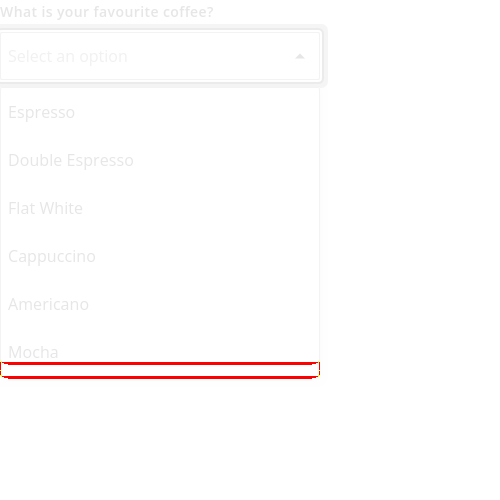 What is your favourite coffee?
Select an option
Espresso
Double Espresso
Flat White
Cappuccino
Americano
Mocha